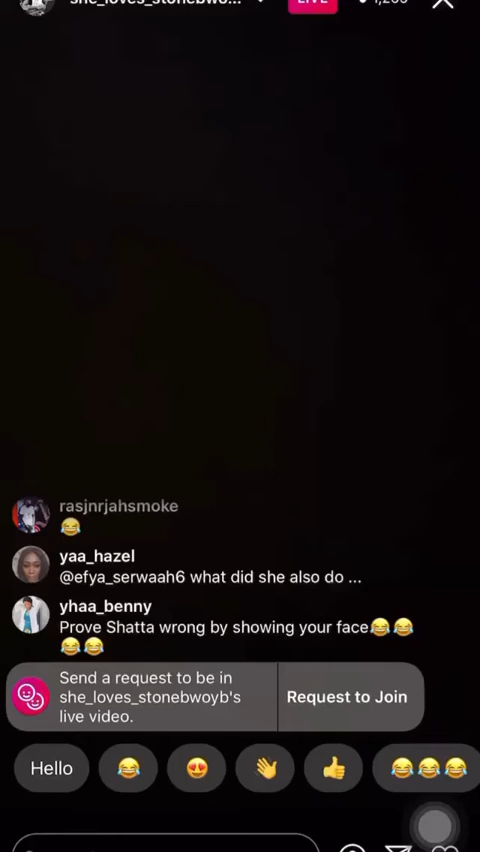 she_loves_stonebwo...
LIVE
rasjnrjahsmoke
😂
yaa_hazel
@efya_serwaah6 what did she also do ...
yhaa_benny
Prove Shatta wrong by showing your face😂😂
😂😂
Send a request to be in
she_loves_stonebwoyb's
live video.
Request to Join
Hello
😂
😍
👋
👍
😂😂😂